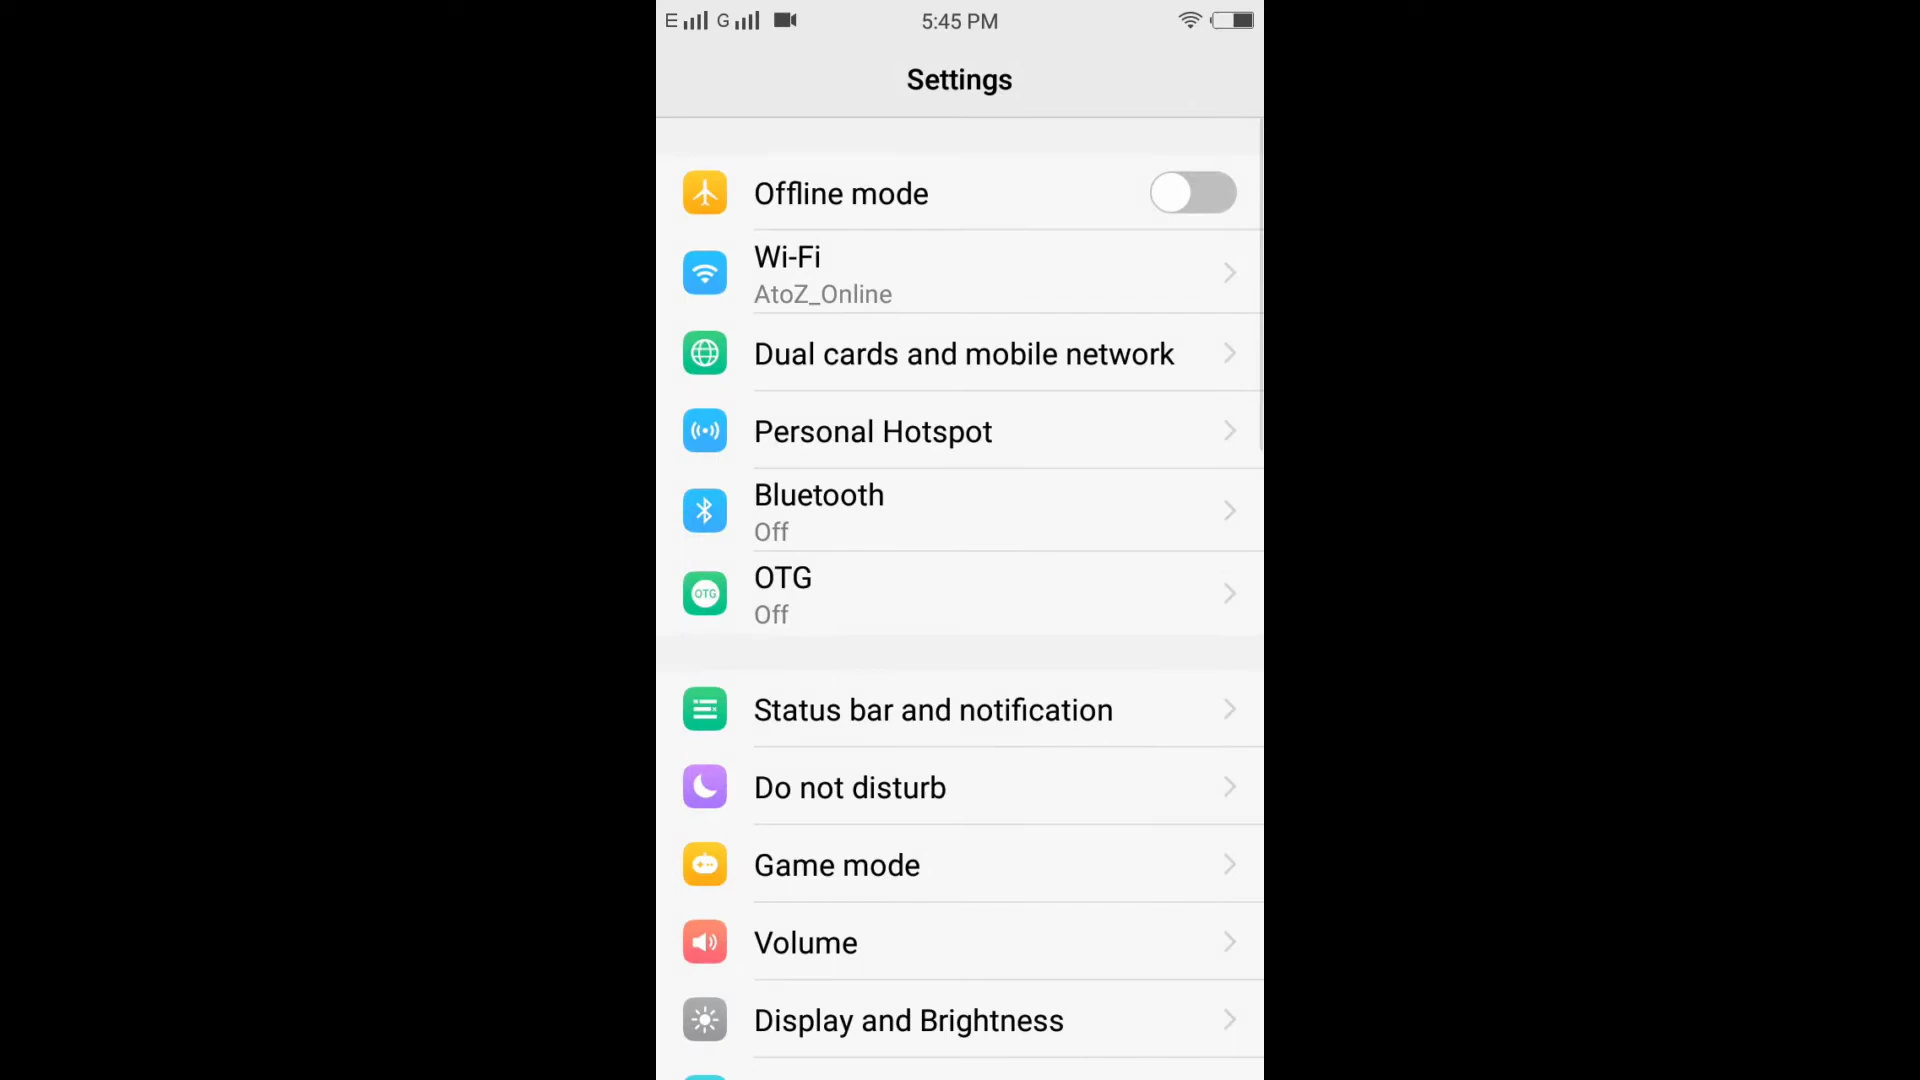 E G 5:45 PM
Settings
Offline mode
Wi-Fi
AtoZ_Online
Dual cards and mobile network
Personal Hotspot
Bluetooth
Off
OTG
OTG
Off
Status bar and notification
Do not disturb
Game mode
Volume
Display and Brightness